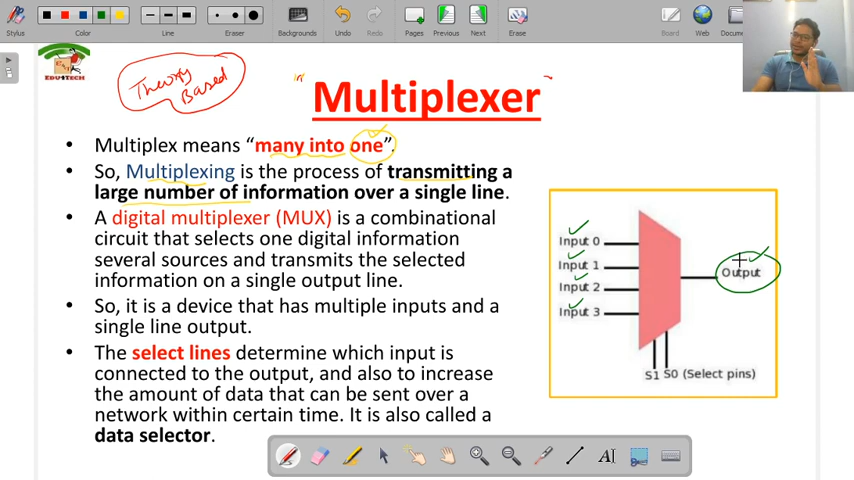 Stylus
Color
Line
Eraser
Backgrounds
Undo
Redo
Pages
Previous
Next
Erase
Board
Web
Docum
EDU4TECH
Theory
Based
Multiplexer
• Multiplex means “many into one”.
• So, Multiplexing is the process of transmitting a
large number of information over a single line.
• A digital multiplexer (MUX) is a combinational
circuit that selects one digital information
several sources and transmits the selected
information on a single output line.
• So, it is a device that has multiple inputs and a
single line output.
• The select lines determine which input is
connected to the output, and also to increase
the amount of data that can be sent over a
network within certain time. It is also called a
data selector.
Input 0
Input 1
Input 2
Input 3
Output
S1 S0 (Select pins)